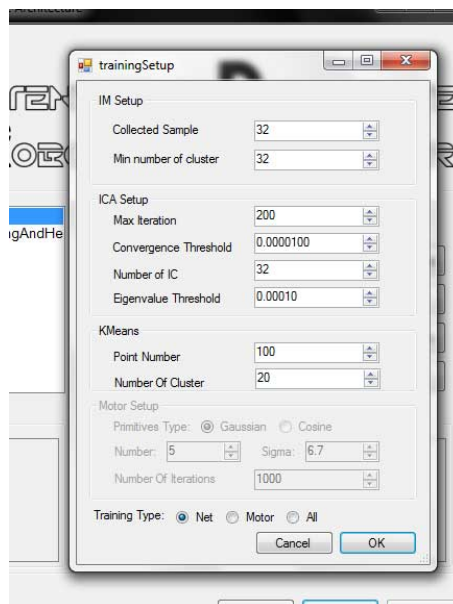 Architecture
trainingSetup
IM Setup
Collected Sample 32
Min number of cluster 32
ICA Setup
Max Iteration 200
Convergence Threshold 0.0000100
Number of IC 32
Eigenvalue Threshold 0.00010
KMeans
Point Number 100
Number Of Cluster 20
Motor Setup
Primitives Type: Gaussian Cosine
Number: 5 Sigma: 6.7
Number Of Iterations 1000
Training Type: Net Motor All
Cancel OK
ngAndHe